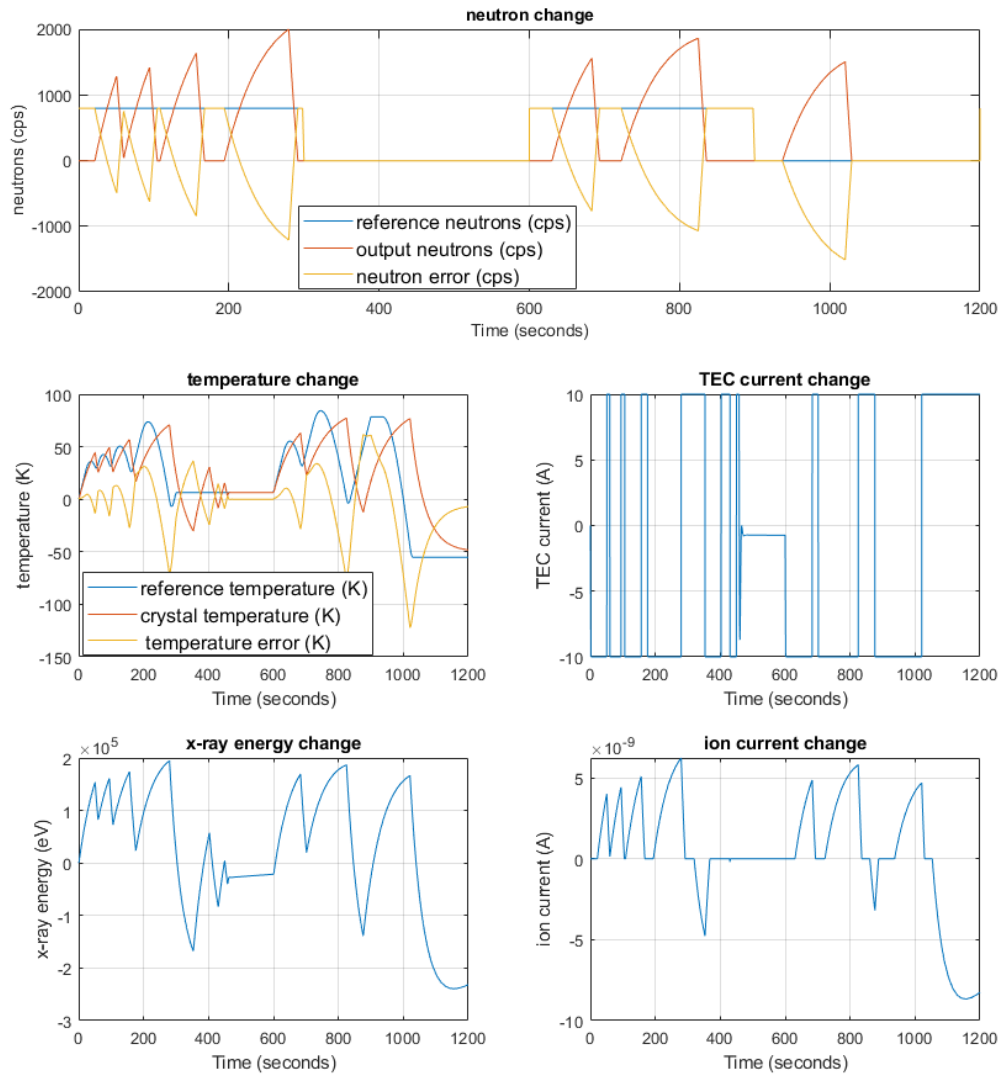 neutron change
2000
1000
0
-1000
-2000
neutrons (cps)
reference neutrons (cps)
output neutrons (cps)
neutron error (cps)
0 200 400 600 800 1000 1200
Time (seconds)
temperature change
100
50
0
-50
-100
-150
temperature (K)
reference temperature (K)
crystal temperature (K)
temperature error (K)
0 200 400 600 800 1000 1200
Time (seconds)
TEC current change
10
5
0
-5
-10
TEC current (A)
0 200 400 600 800 1000 1200
Time (seconds)
x-ray energy change
× 10^5
2
1
0
-1
-2
-3
x-ray energy (eV)
0 200 400 600 800 1000 1200
Time (seconds)
ion current change
× 10^-9
5
0
-5
-10
ion current (A)
0 200 400 600 800 1000 1200
Time (seconds)